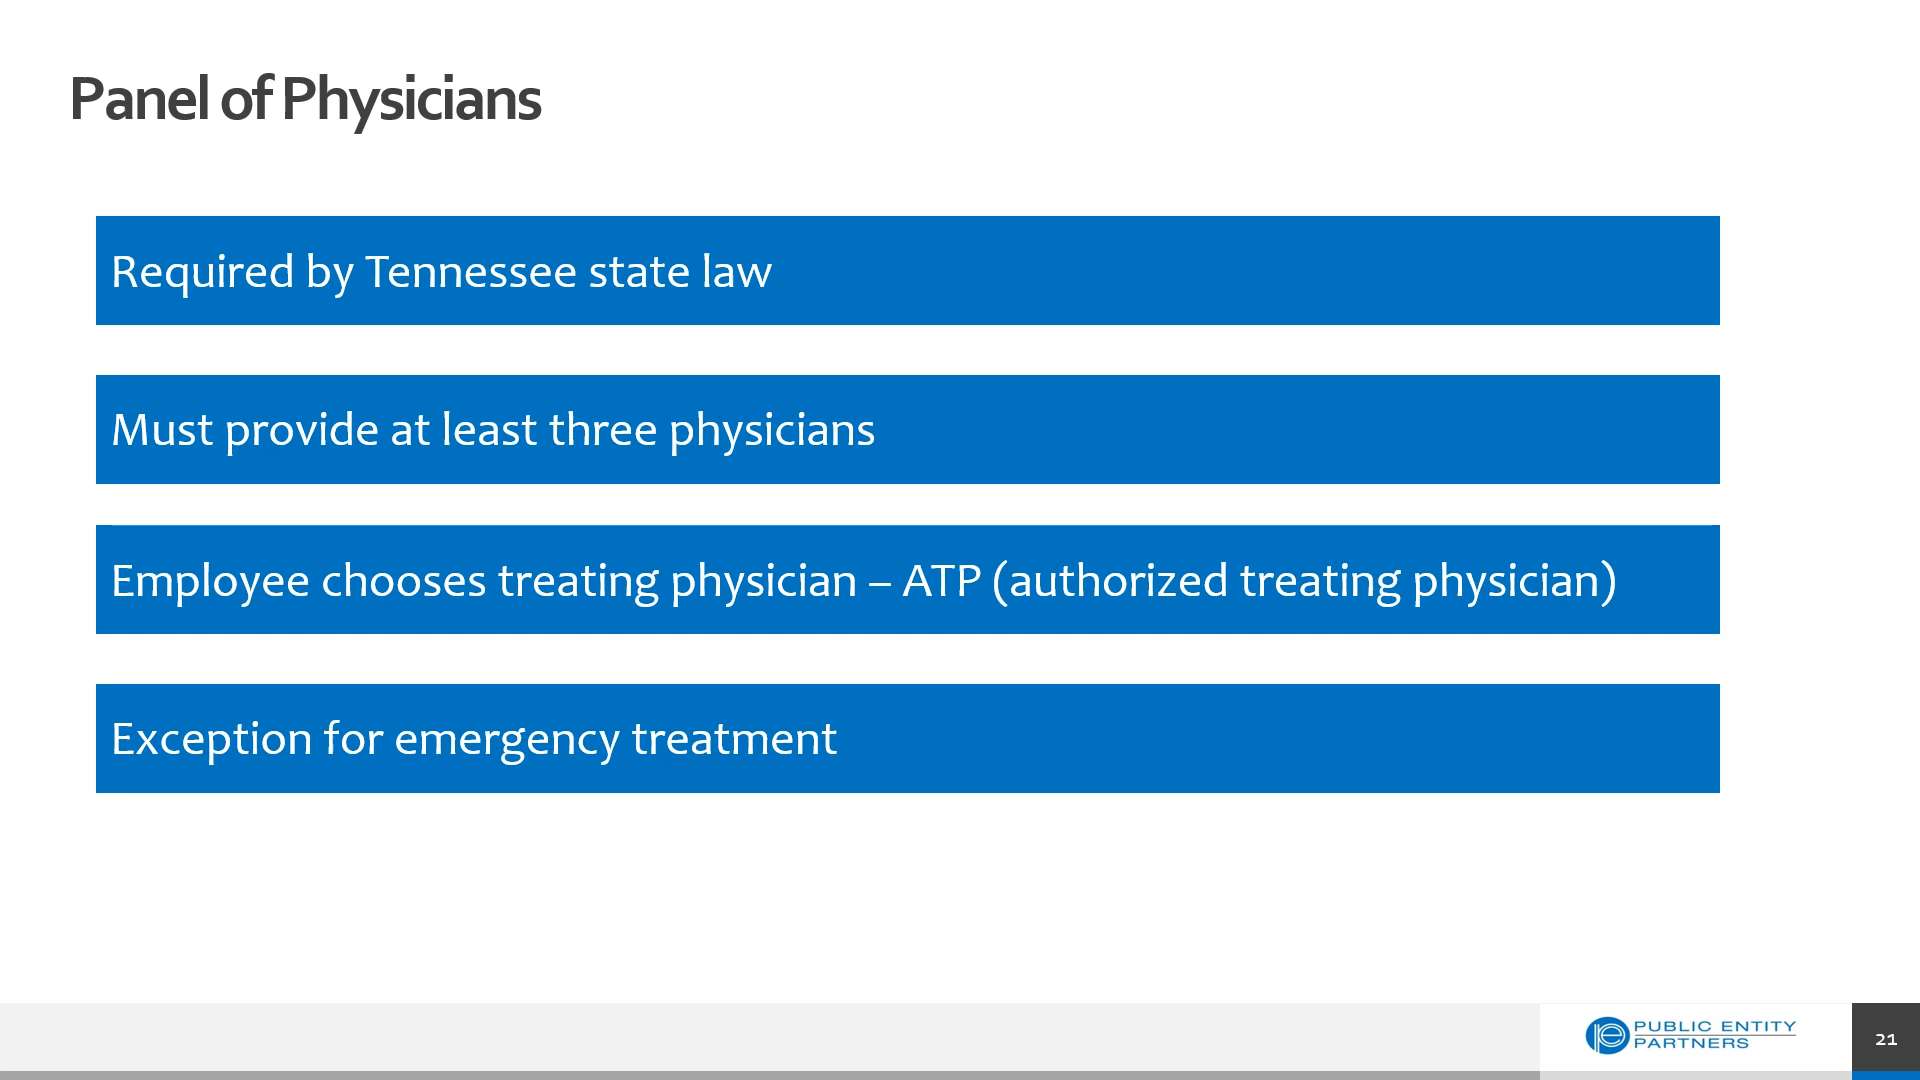 Panel of Physicians
Required by Tennessee state law
Must provide at least three physicians
Employee chooses treating physician – ATP (authorized treating physician)
Exception for emergency treatment
PUBLIC ENTITY
PARTNERS
21